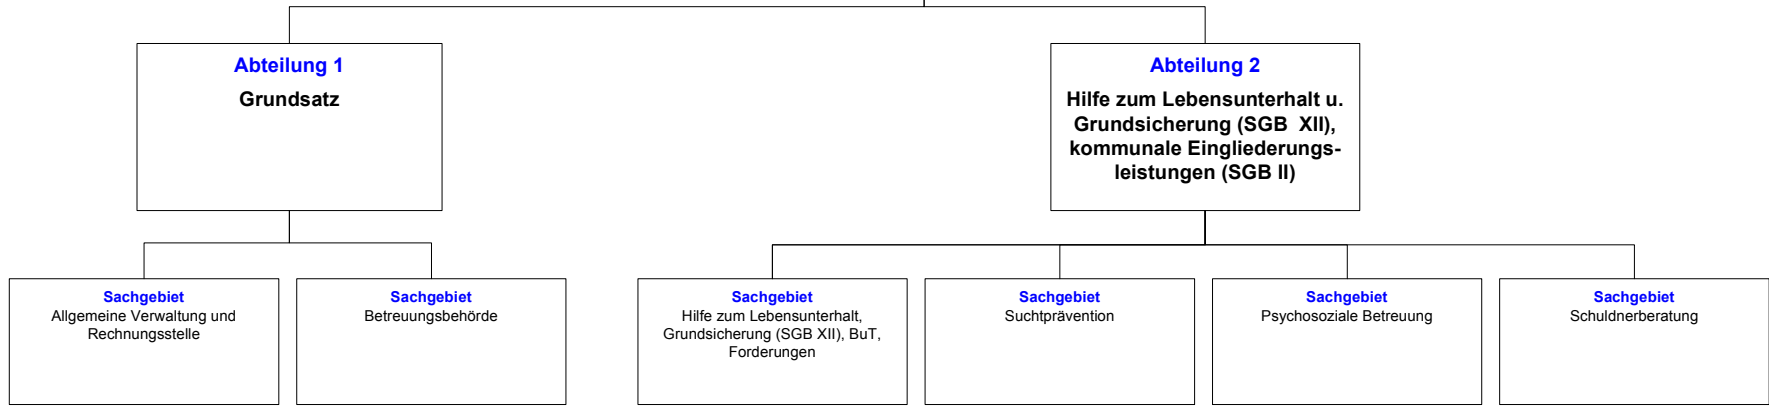 Abteilung 1
Grundsatz
Abteilung 2
Hilfe zum Lebensunterhalt u.
Grundsicherung (SGB XII),
kommunale Eingliederungs-
leistungen (SGB II)
Sachgebiet
Allgemeine Verwaltung und
Rechnungsstelle
Sachgebiet
Betreuungsbehörde
Sachgebiet
Hilfe zum Lebensunterhalt,
Grundsicherung (SGB XII), BuT,
Forderungen
Sachgebiet
Suchtprävention
Sachgebiet
Psychosoziale Betreuung
Sachgebiet
Schuldnerberatung